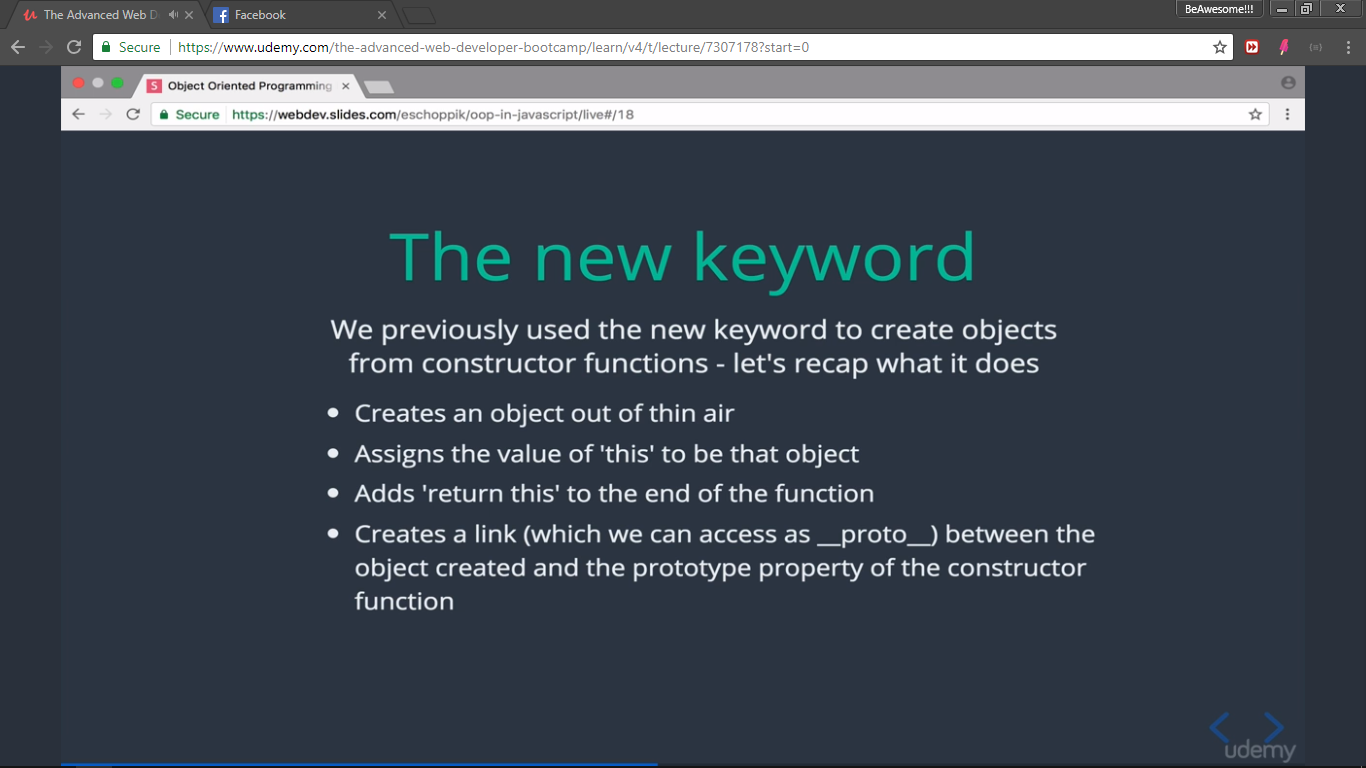 The Advanced Web D
Facebook
BeAwesome!!!
Secure
https://www.udemy.com/the-advanced-web-developer-bootcamp/learn/v4/t/lecture/7307178?start=0
Object Oriented Programming
Secure
https://webdev.slides.com/eschoppik/oop-in-javascript/live#/18
The new keyword
We previously used the new keyword to create objects
from constructor functions - let's recap what it does
• Creates an object out of thin air
• Assigns the value of 'this' to be that object
• Adds 'return this' to the end of the function
• Creates a link (which we can access as __proto__) between the
object created and the prototype property of the constructor
function
udemy